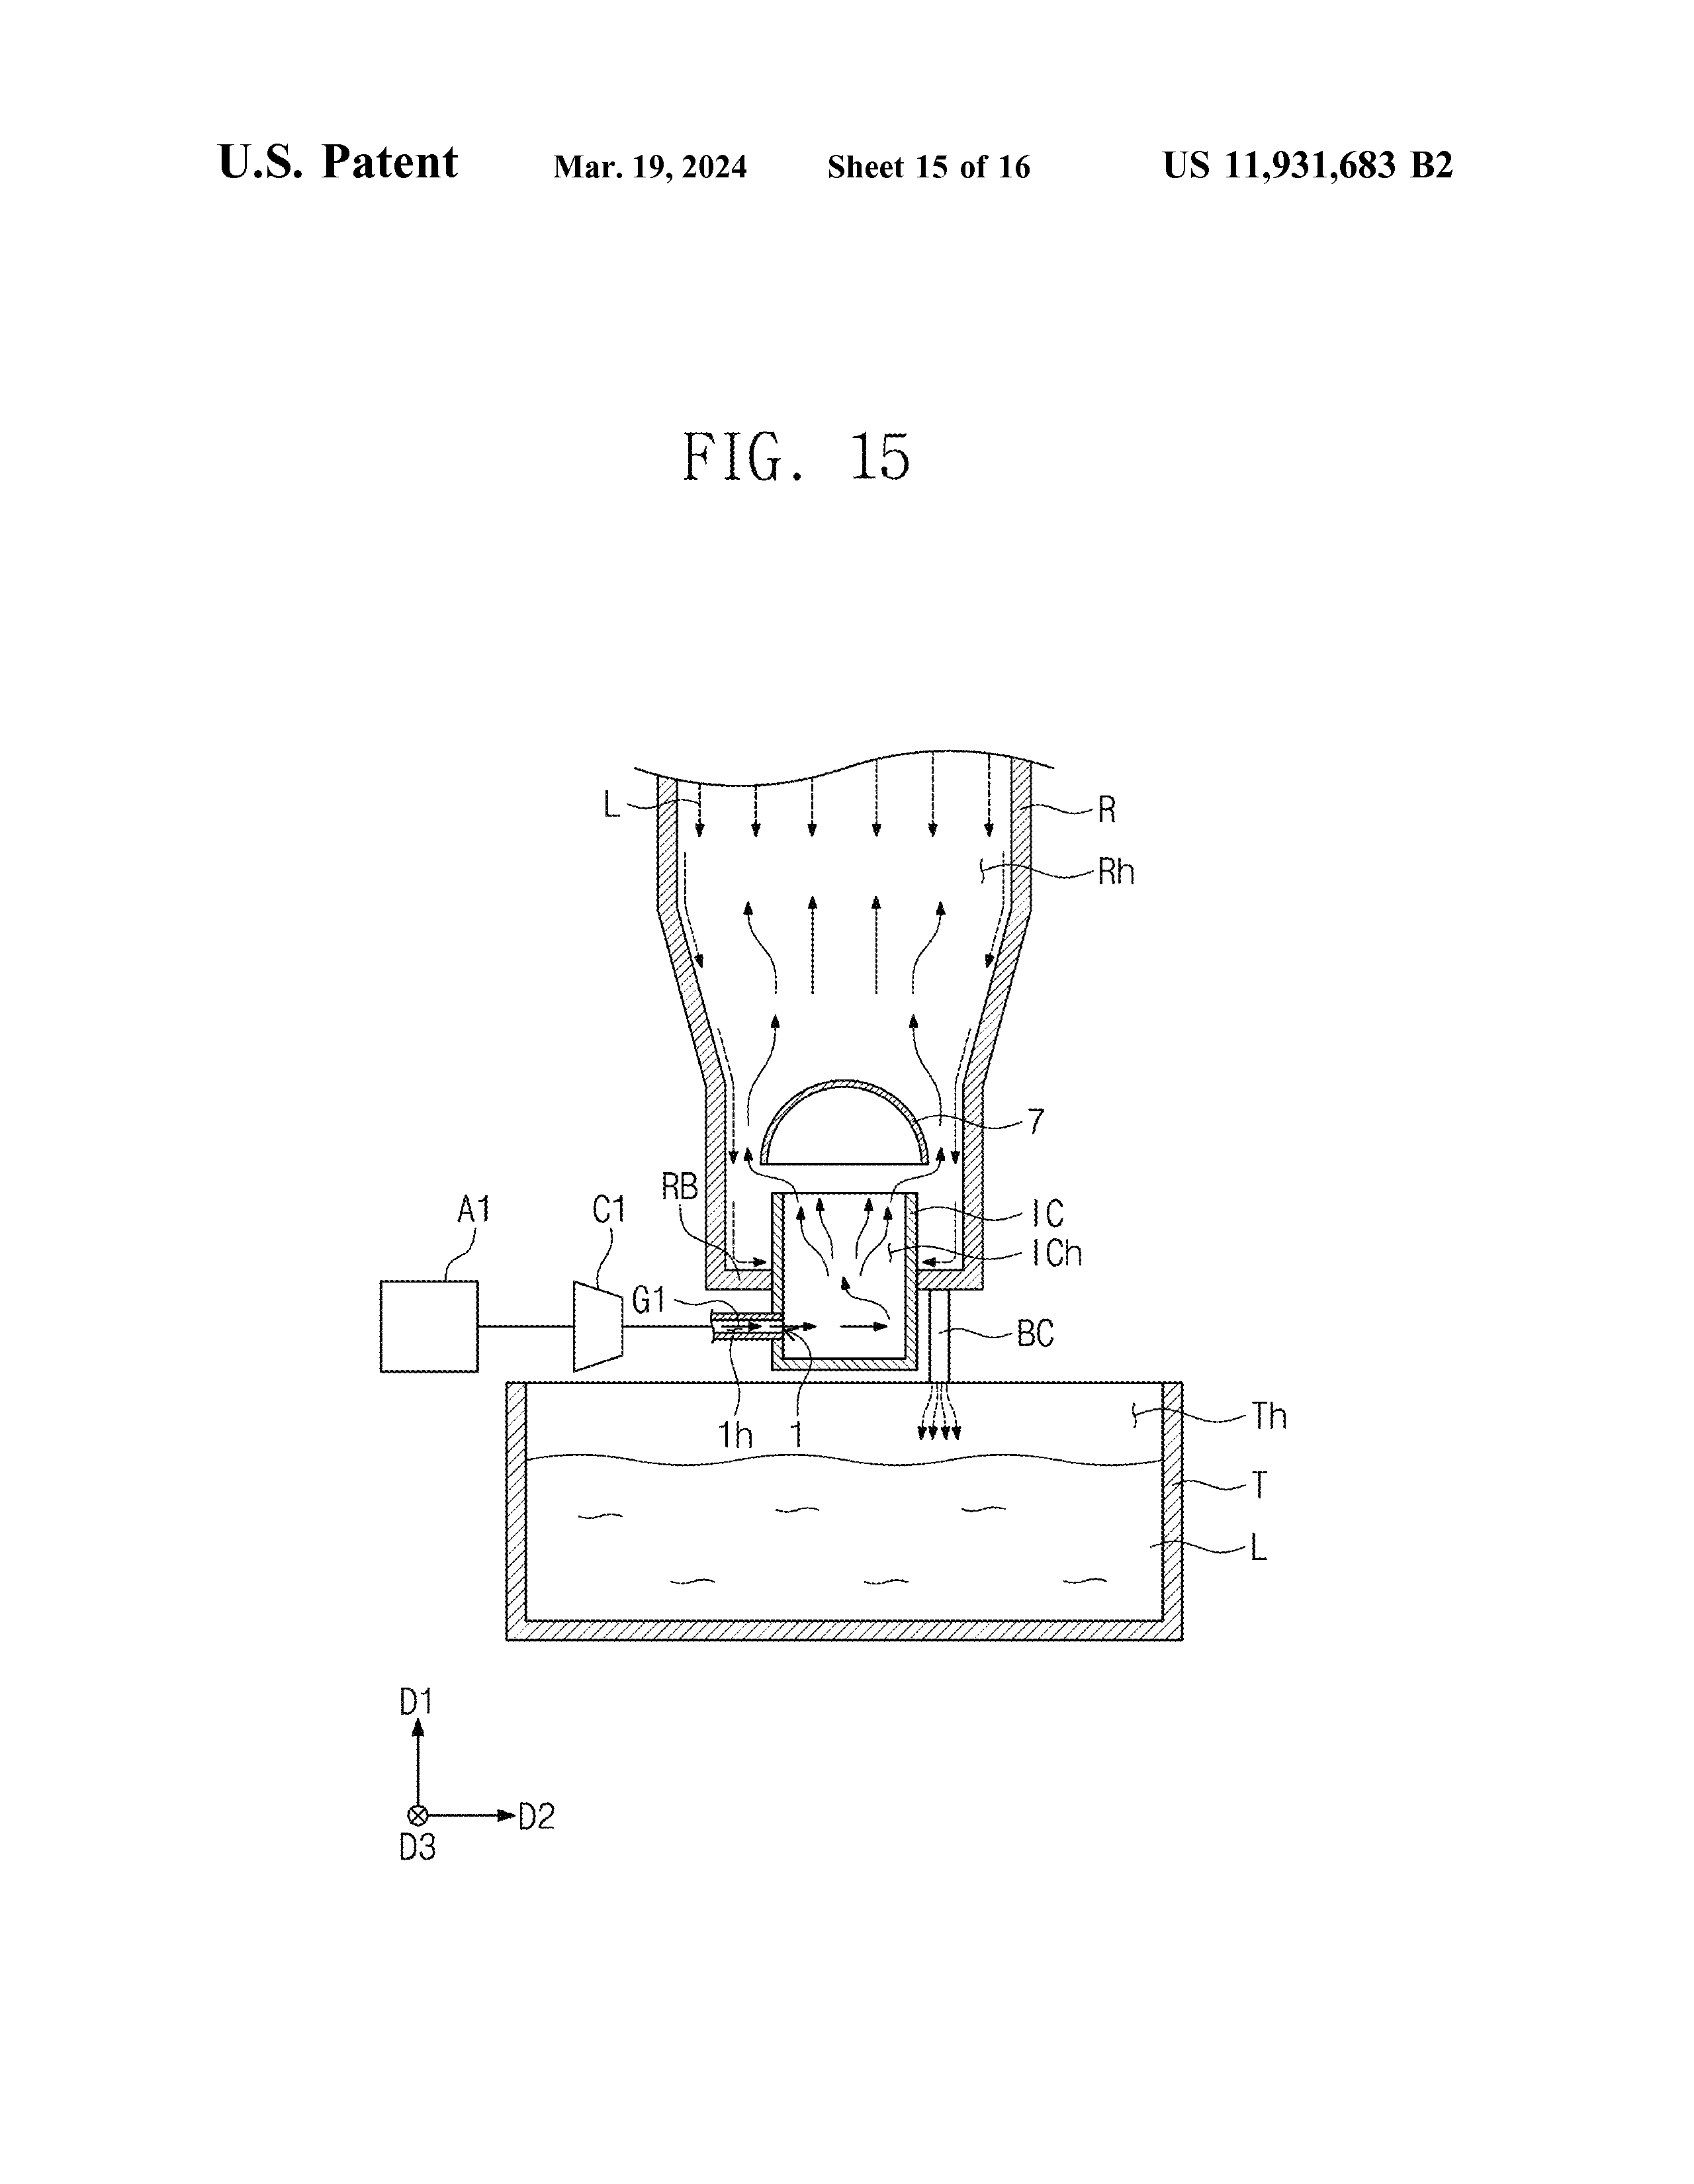 U.S. Patent Mar. 19, 2024 Sheet 15 of 16 US 11,931,683 B2
FIG. 15
L
R
Rh
7
RB
A1
C1
IC
ICh
G1
BC
1h
1
Th
T
L
D1
D2
D3